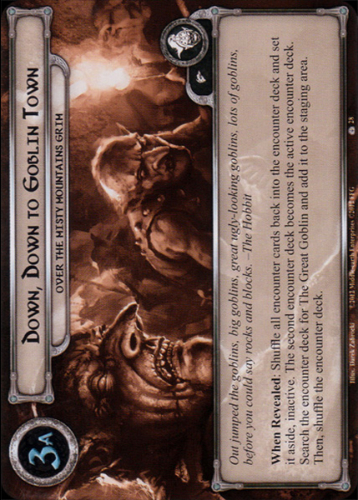 3A
DOWN, DOWN TO GOBLIN TOWN
OVER THE MISTY MOUNTAINS GRIM
Out jumped the goblins, big goblins, great ugly-looking goblins, lots of goblins,
before you could say rocks and blocks. –The Hobbit
When Revealed: Shuffle all encounter cards back into the encounter deck and set
it aside, inactive. The second encounter deck becomes the active encounter deck.
Search the encounter deck for The Great Goblin and add it to the staging area.
Then, shuffle the encounter deck.
Illus. Darek Zabrocki ©2012 Middle-earth Enterprises ©2012 FFG 28